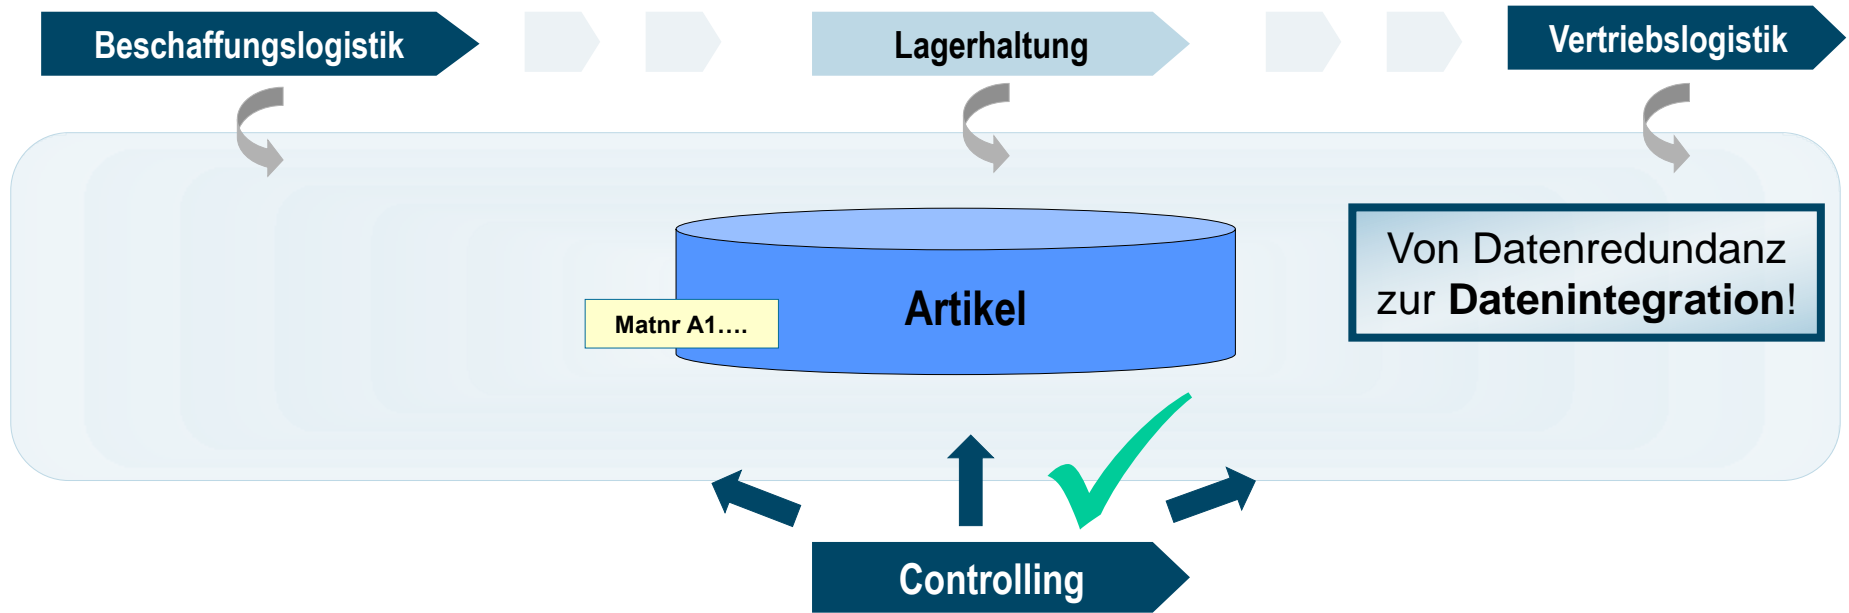 Beschaffungslogistik
Lagerhaltung
Vertriebslogistik
Von Datenredundanz
zur Datenintegration!
Artikel
Matnr A1….
Controlling